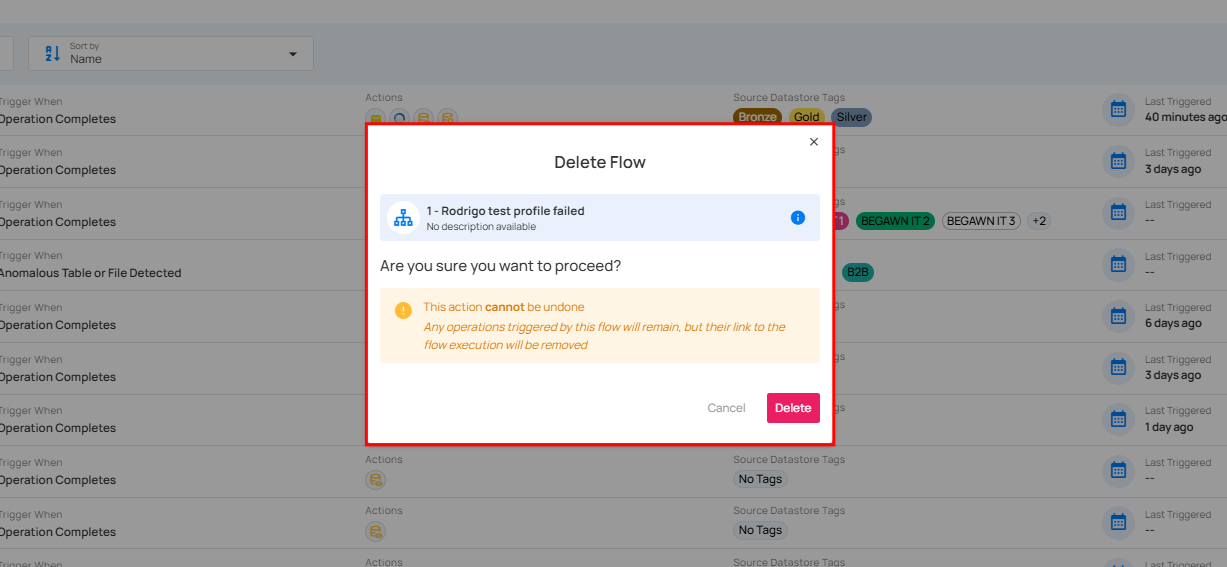 Sort by
Name
Trigger When
Actions
Source Datastore Tags
Last Triggered
Operation Completes
Bronze
Gold
Silver
40 minutes ago
Trigger When
Last Triggered
Operation Completes
3 days ago
Trigger When
Last Triggered
Operation Completes
BEGAWN IT 2
BEGAWN IT 3
+2
--
Trigger When
Last Triggered
Anomalous Table or File Detected
B2B
--
Trigger When
Last Triggered
Operation Completes
6 days ago
Trigger When
Last Triggered
Operation Completes
3 days ago
Trigger When
Last Triggered
Operation Completes
1 day ago
Delete Flow
1 - Rodrigo test profile failed
No description available
Are you sure you want to proceed?
This action cannot be undone
Any operations triggered by this flow will remain, but their link to the
flow execution will be removed
Cancel
Delete
Trigger When
Actions
Source Datastore Tags
Last Triggered
Operation Completes
No Tags
--
Trigger When
Actions
Source Datastore Tags
Last Triggered
Operation Completes
No Tags
--
Trigger When
Actions
Source Datastore Tags
Last Triggered